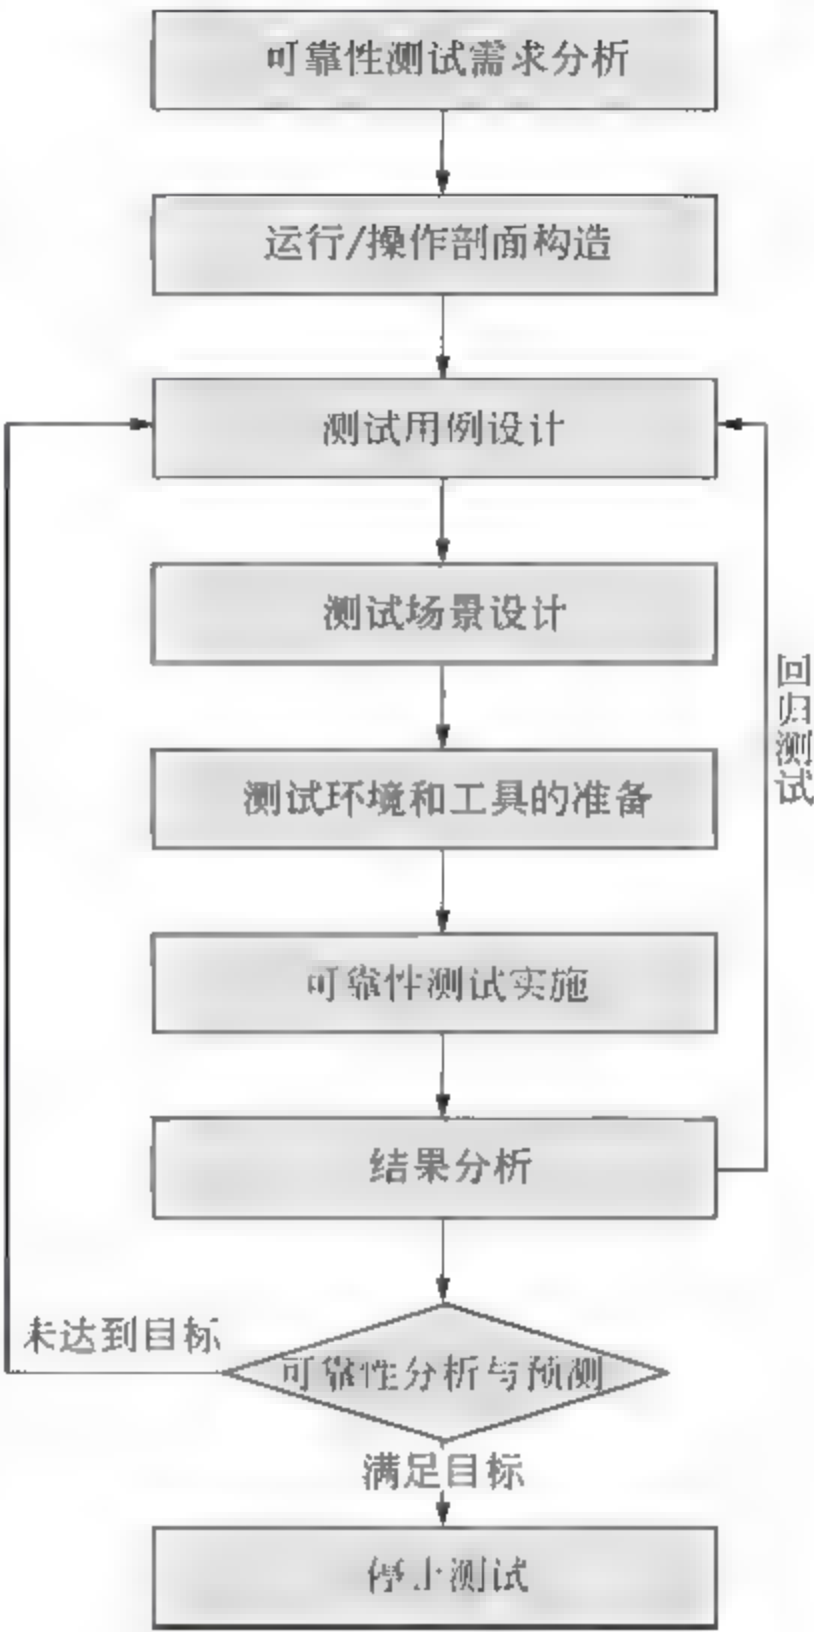 可靠性测试需求分析
运行/操作剖面构造
测试用例设计
测试场景设计
回归测试
测试环境和工具的准备
可靠性测试实施
结果分析
未达到目标
可靠性分析与预测
满足目标
停止测试